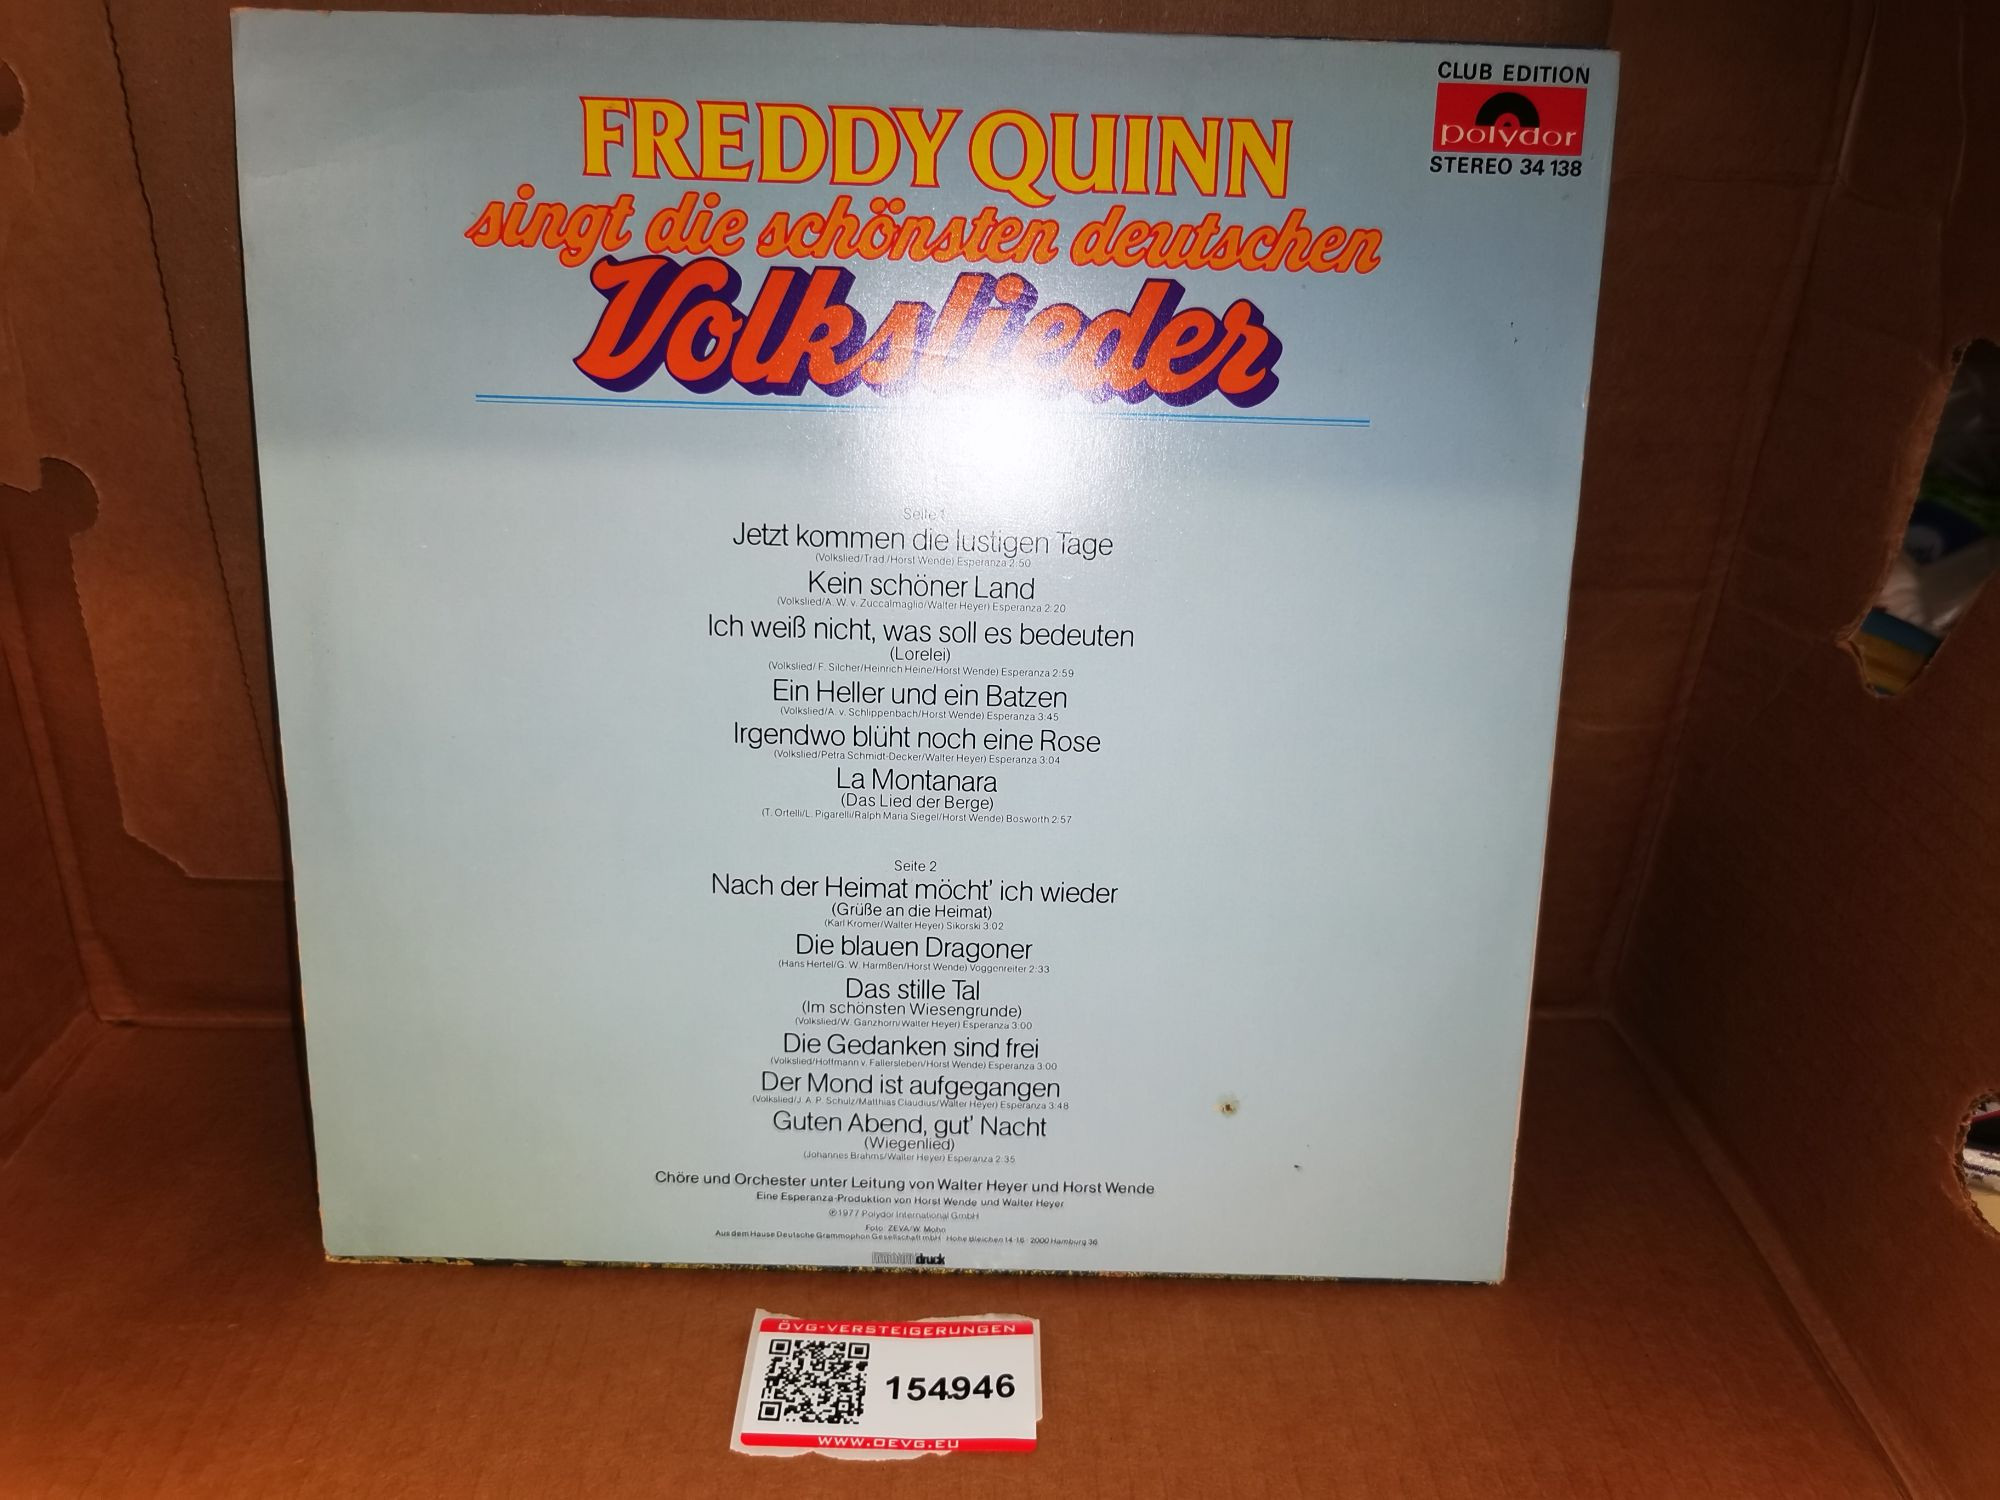 CLUB EDITION
polydor
STEREO 34 138
FREDDY QUINN
singt die schönsten deutschen
Volkslieder
Seite 1
Jetzt kommen die lustigen Tage
(Volkslied/Trad./Horst Wende) Esperanza 2:50
Kein schöner Land
(Volkslied/A. W. v. Zuccalmaglio/Walter Heyer) Esperanza 2:20
Ich weiß nicht, was soll es bedeuten
(Lorelei)
(Volkslied/ F. Silcher/Heinrich Heine/Horst Wende) Esperanza 2:59
Ein Heller und ein Batzen
(Volkslied/A. v. Schlippenbach/Horst Wende) Esperanza 3:45
Irgendwo blüht noch eine Rose
(Volkslied/Petra Schmidt-Decker/Walter Heyer) Esperanza 3:04
La Montanara
(Das Lied der Berge)
(T. Ortelli/L. Pigarelli/Ralph Maria Siegel/Horst Wende) Bosworth 2:57
Seite 2
Nach der Heimat möcht' ich wieder
(Grüße an die Heimat)
(Karl Kromer/Walter Heyer) Sikorski 3:02
Die blauen Dragoner
(Hans Hertel/G. W. Harmßen/Horst Wende) Voggenreiter 2:33
Das stille Tal
(Im schönsten Wiesengrunde)
(Volkslied/W. Ganzhorn/Walter Heyer) Esperanza 3:00
Die Gedanken sind frei
(Volkslied/Hoffmann v. Fallersleben/Horst Wende) Esperanza 3:00
Der Mond ist aufgegangen
(Volkslied/J. A. P. Schulz/Matthias Claudius/Walter Heyer) Esperanza 3:48
Guten Abend, gut' Nacht
(Wiegenlied)
(Johannes Brahms/Walter Heyer) Esperanza 2:35
Chöre und Orchester unter Leitung von Walter Heyer und Horst Wende
Eine Esperanza-Produktion von Horst Wende und Walter Heyer
℗ 1977 Polydor International GmbH
Foto: ZEVA/W. Mohn
Aus dem Hause Deutsche Grammophon Gesellschaft mbH · Hohe Bleichen 14-16 · 2000 Hamburg 36
druck
ÖVG-VERSTEIGERUNGEN
154946
WWW.OEVG.EU